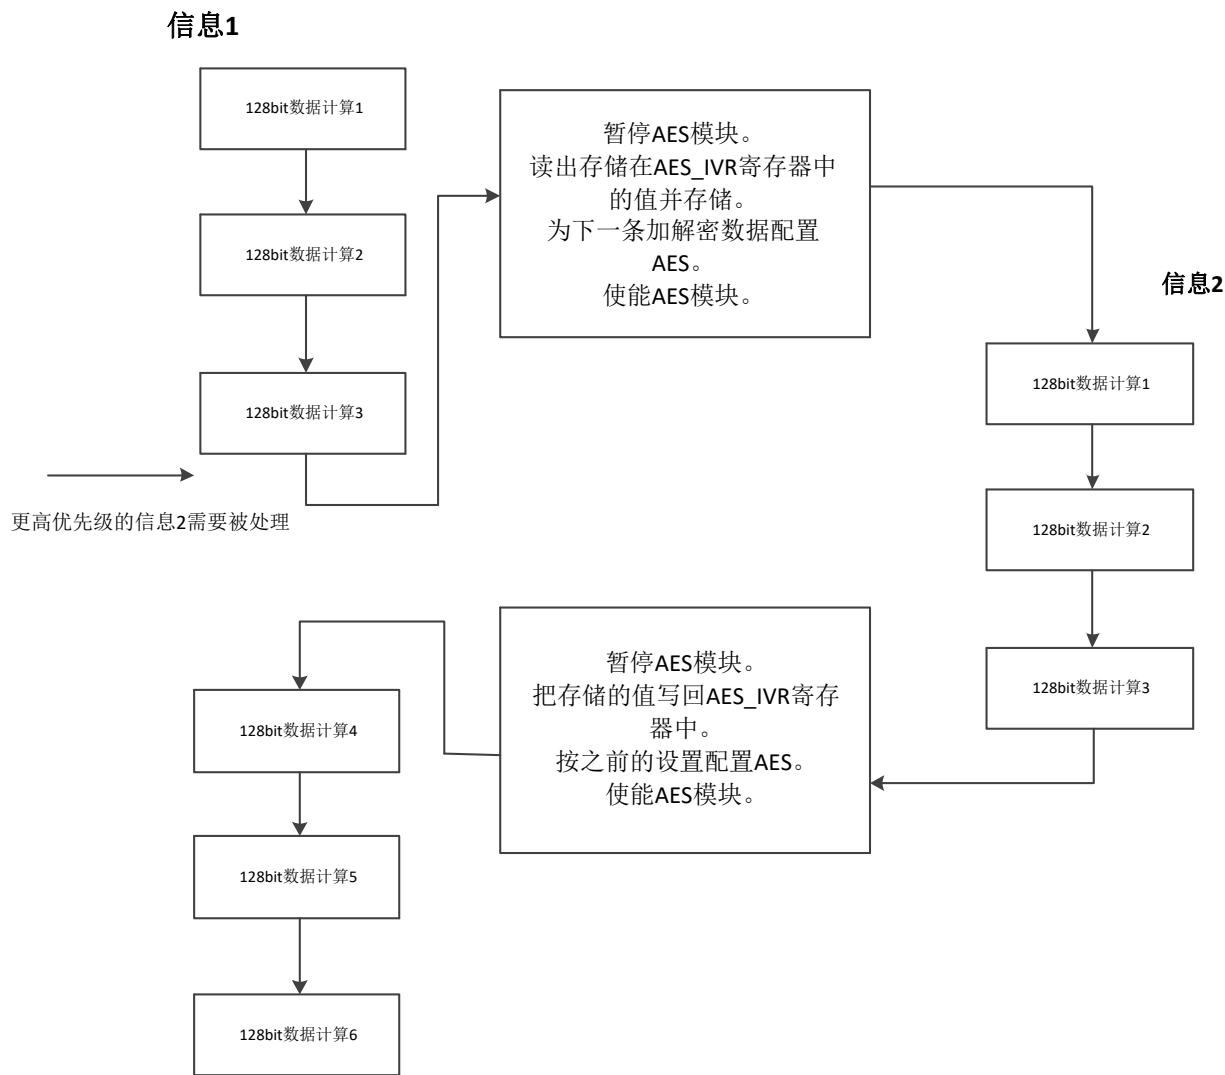 信息1
128bit数据计算1
128bit数据计算2
128bit数据计算3
更高优先级的信息2需要被处理
暂停AES模块。
读出存储在AES_IVR寄存器中
的值并存储。
为下一条加解密数据配置
AES。
使能AES模块。
信息2
128bit数据计算1
128bit数据计算2
128bit数据计算3
暂停AES模块。
把存储的值写回AES_IVR寄存
器中。
按之前的设置配置AES。
使能AES模块。
128bit数据计算4
128bit数据计算5
128bit数据计算6